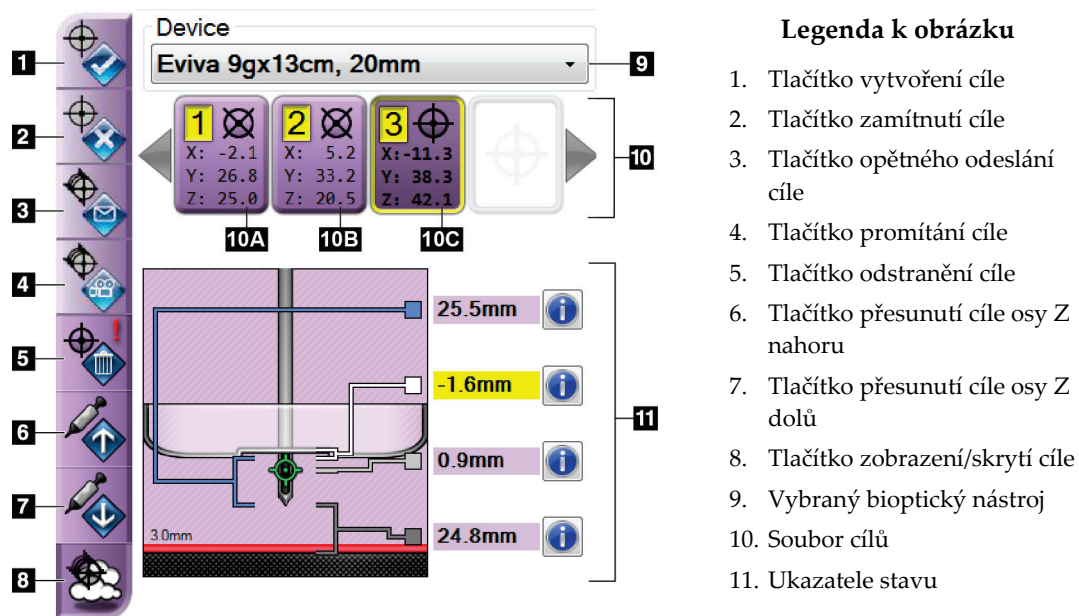 Device
1
Eviva 9gx13cm, 20mm
9
2
1
X: -2.1
Y: 26.8
Z: 25.0
2
X: 5.2
Y: 33.2
Z: 20.5
3
X:-11.3
Y: 38.3
Z: 42.1
10
3
10A
10B
10C
4
25.5mm
5
!
-1.6mm
11
6
0.9mm
7
3.0mm
24.8mm
8
Legenda k obrázku
1. Tlačítko vytvoření cíle
2. Tlačítko zamítnutí cíle
3. Tlačítko opětného odeslání
cíle
4. Tlačítko promítání cíle
5. Tlačítko odstranění cíle
6. Tlačítko přesunutí cíle osy Z
nahoru
7. Tlačítko přesunutí cíle osy Z
dolů
8. Tlačítko zobrazení/skrytí cíle
9. Vybraný bioptický nástroj
10. Soubor cílů
11. Ukazatele stavu